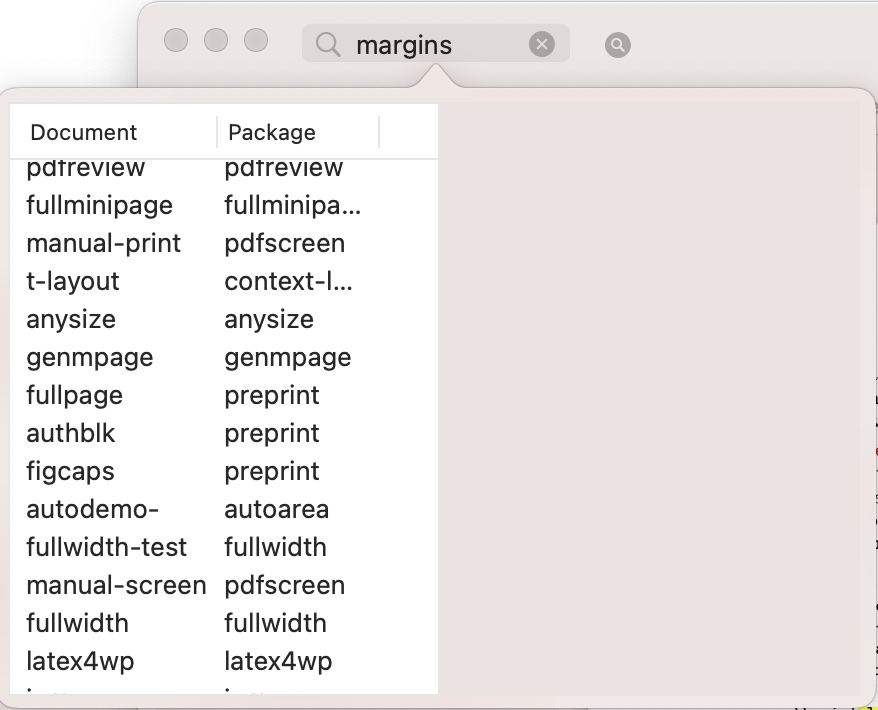 margins
Document Package
pdfreview pdfreview
fullminipage fullminipa...
manual-print pdfscreen
t-layout context-l...
anysize anysize
genmpage genmpage
fullpage preprint
authblk preprint
figcaps preprint
autodemo- autoarea
fullwidth-test fullwidth
manual-screen pdfscreen
fullwidth fullwidth
latex4wp latex4wp